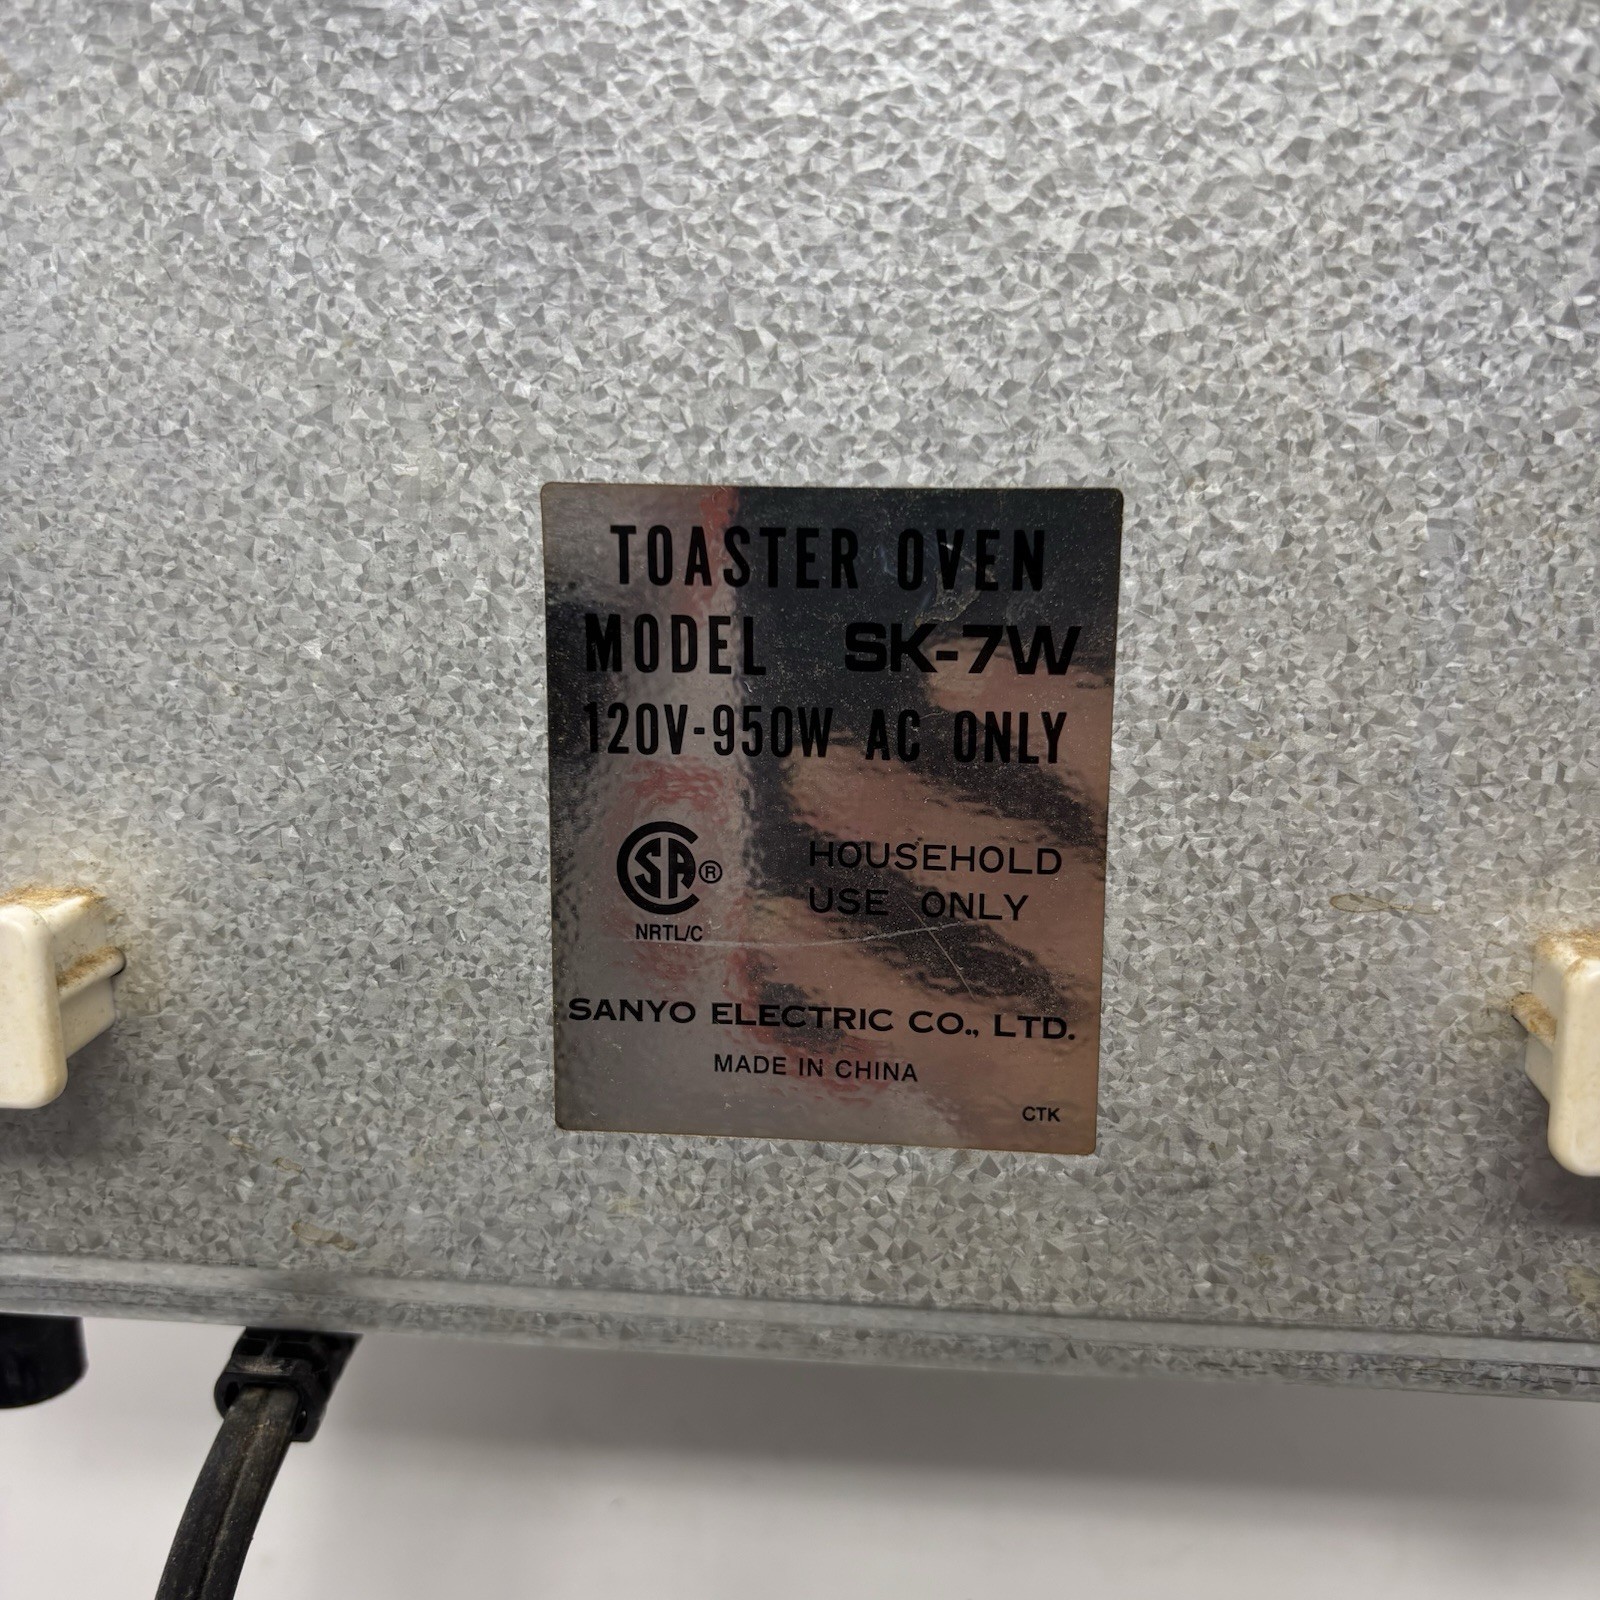 TOASTER OVEN
MODEL SK-7W
120V-950W AC ONLY
SA®
NRTL/C
HOUSEHOLD
USE ONLY
SANYO ELECTRIC CO., LTD.
MADE IN CHINA
CTK